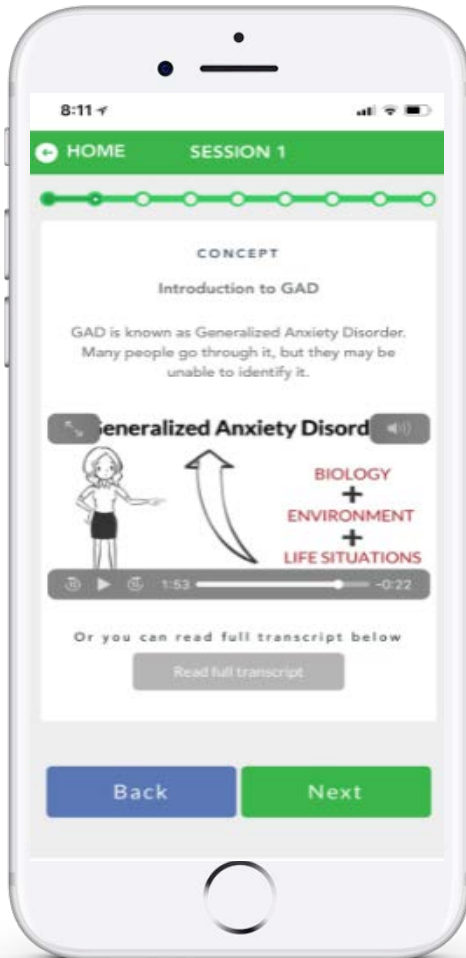 8:11
HOME SESSION 1
CONCEPT
Introduction to GAD
GAD is known as Generalized Anxiety Disorder.
Many people go through it, but they may be
unable to identify it.
eneralized Anxiety Disord
BIOLOGY
+
ENVIRONMENT
+
LIFE SITUATIONS
1:53 -0:22
Or you can read full transcript below
Read full transcript
Back Next